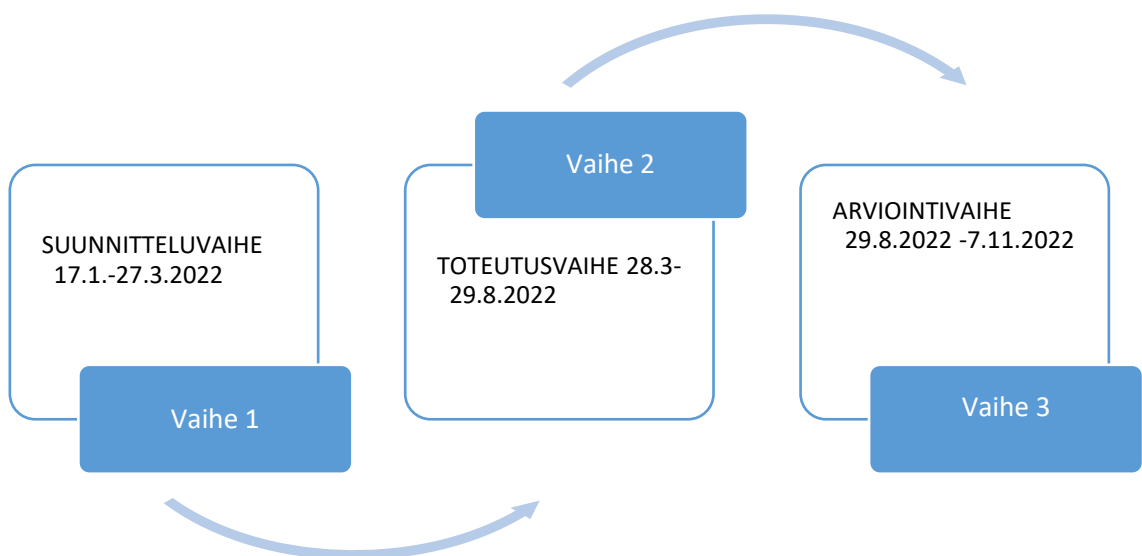 SUUNNITTELUVAIHE
17.1.-27.3.2022
Vaihe 1
Vaihe 2
TOTEUTUSVAIHE 28.3-
29.8.2022
ARVIOINTIVAIHE
29.8.2022 -7.11.2022
Vaihe 3